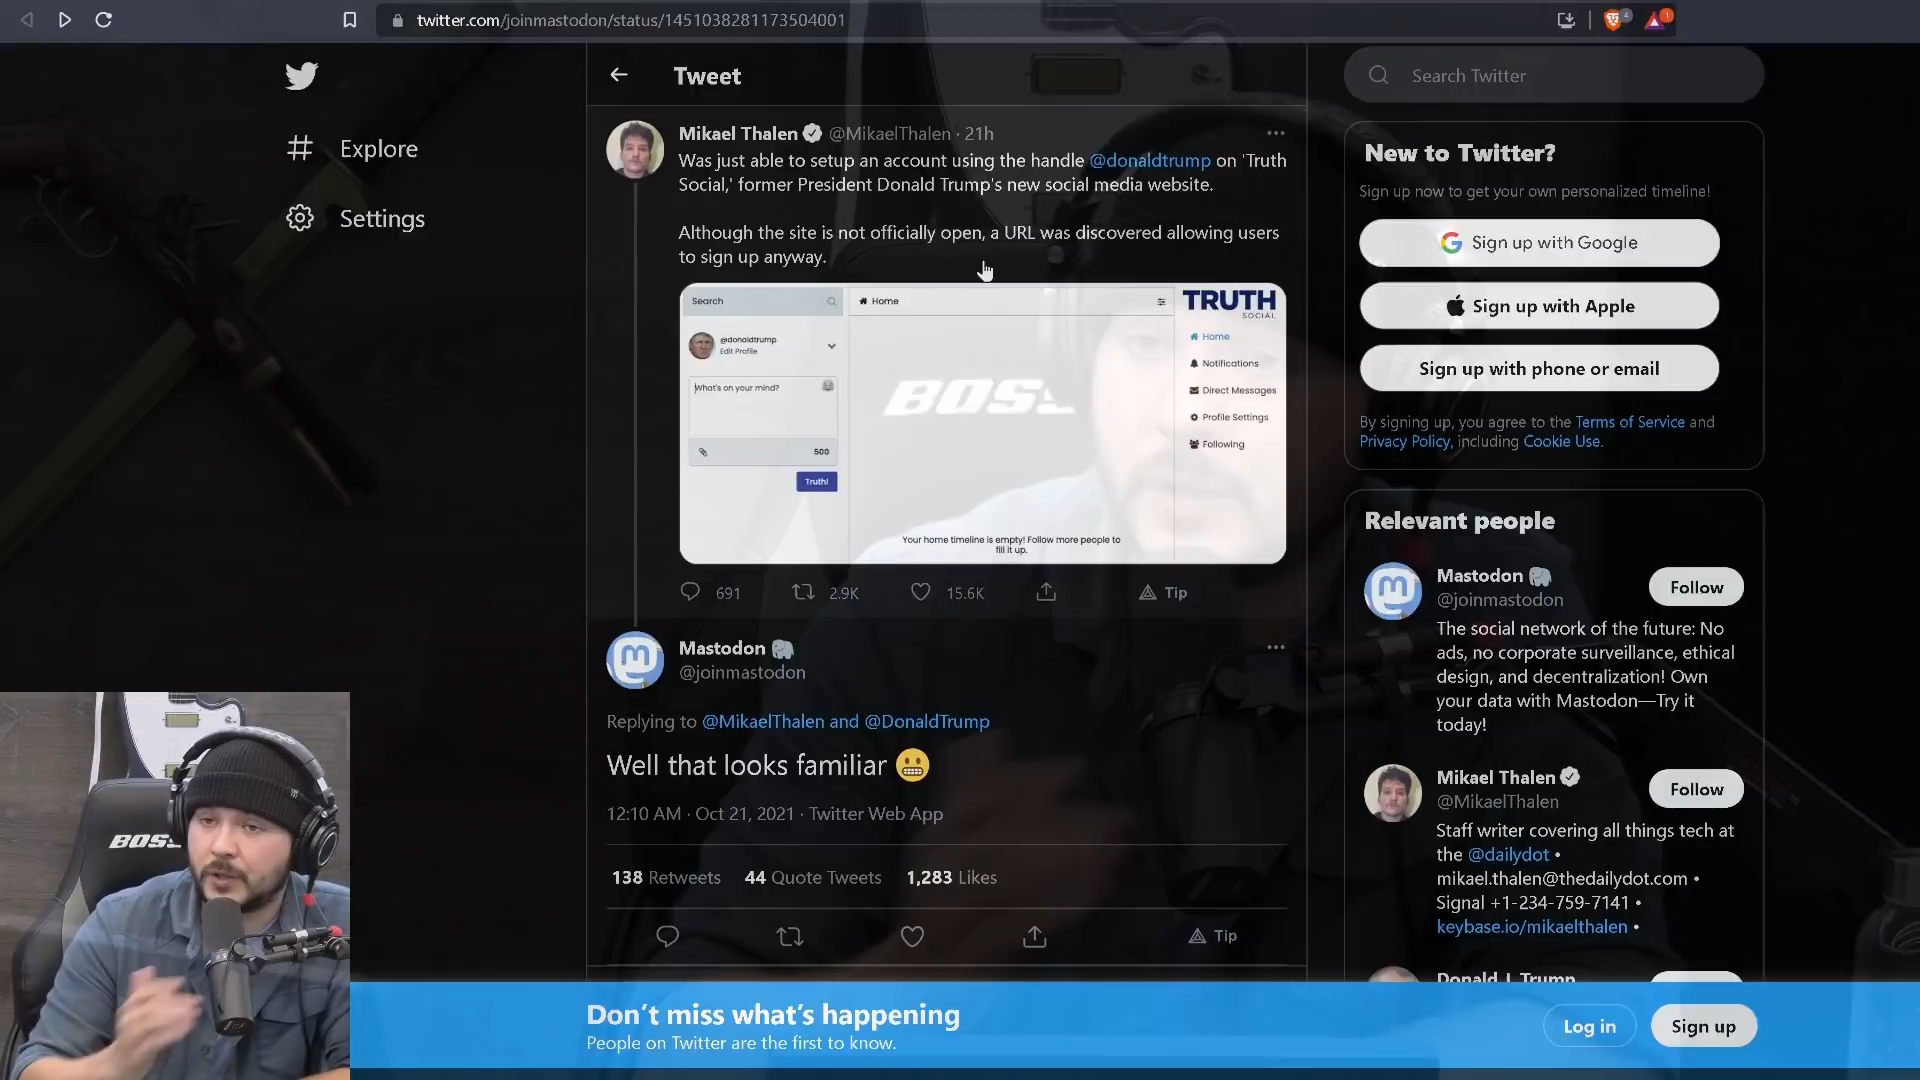 twitter.com/joinmastodon/status/1451038281173504001
4
1
Tweet
Search Twitter
Explore
Settings
Mikael Thalen @MikaelThalen · 21h
Was just able to setup an account using the handle @donaldtrump on 'Truth
Social,' former President Donald Trump's new social media website.
Although the site is not officially open, a URL was discovered allowing users
to sign up anyway.
Search
Home
TRUTH
SOCIAL
@donaldtrump
Edit Profile
What's on your mind?
500
Truth!
Home
Notifications
Direct Messages
Profile Settings
Following
Your home timeline is empty! Follow more people to
fill it up.
691
2.9K
15.6K
Tip
Mastodon 🐘
@joinmastodon
Replying to @MikaelThalen and @DonaldTrump
Well that looks familiar 😬
12:10 AM · Oct 21, 2021 · Twitter Web App
138 Retweets 44 Quote Tweets 1,283 Likes
Tip
New to Twitter?
Sign up now to get your own personalized timeline!
Sign up with Google
Sign up with Apple
Sign up with phone or email
By signing up, you agree to the Terms of Service and
Privacy Policy, including Cookie Use.
Relevant people
Mastodon 🐘
@joinmastodon
Follow
The social network of the future: No
ads, no corporate surveillance, ethical
design, and decentralization! Own
your data with Mastodon—Try it
today!
Mikael Thalen
@MikaelThalen
Follow
Staff writer covering all things tech at
the @dailydot •
mikael.thalen@thedailydot.com •
Signal +1-234-759-7141 •
keybase.io/mikaelthalen •
Donald J. Trump
Don't miss what's happening
People on Twitter are the first to know.
Log in
Sign up